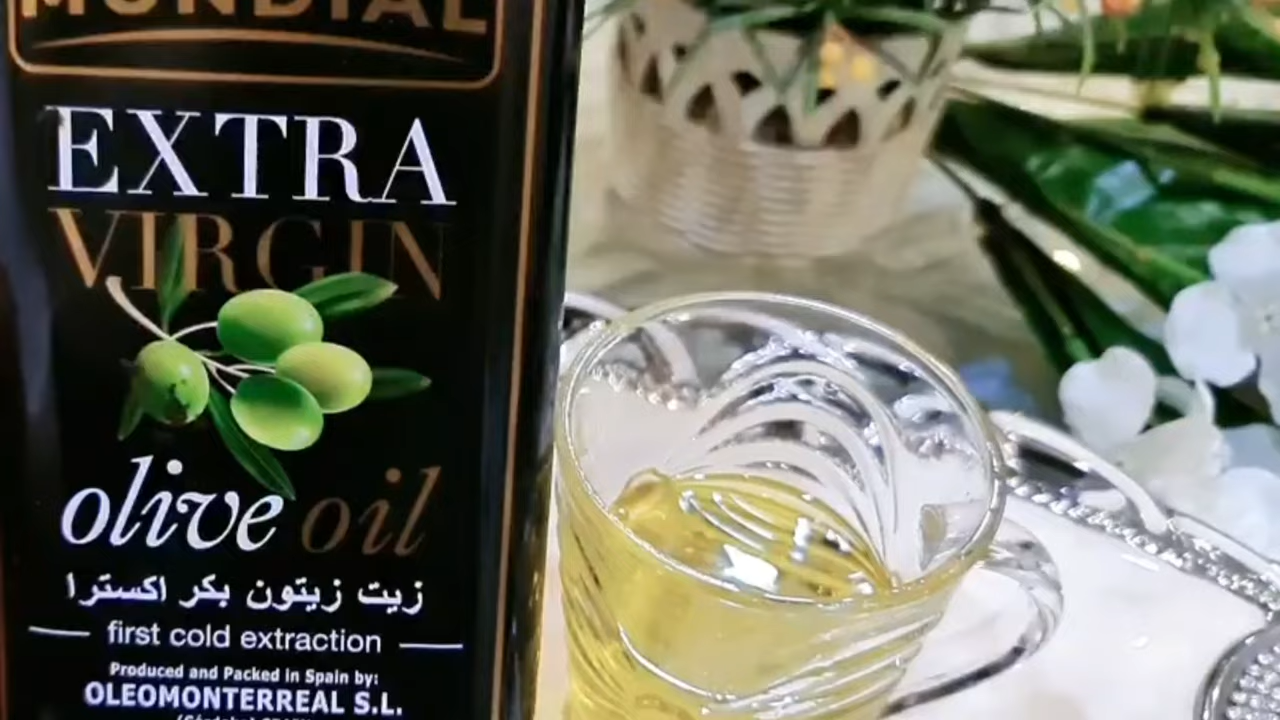 MUNDIAL
EXTRA
VIRGIN
olive oil
زيت زيتون بكر اكسترا
first cold extraction
Produced and Packed in Spain by:
OLEOMONTERREAL S.L.